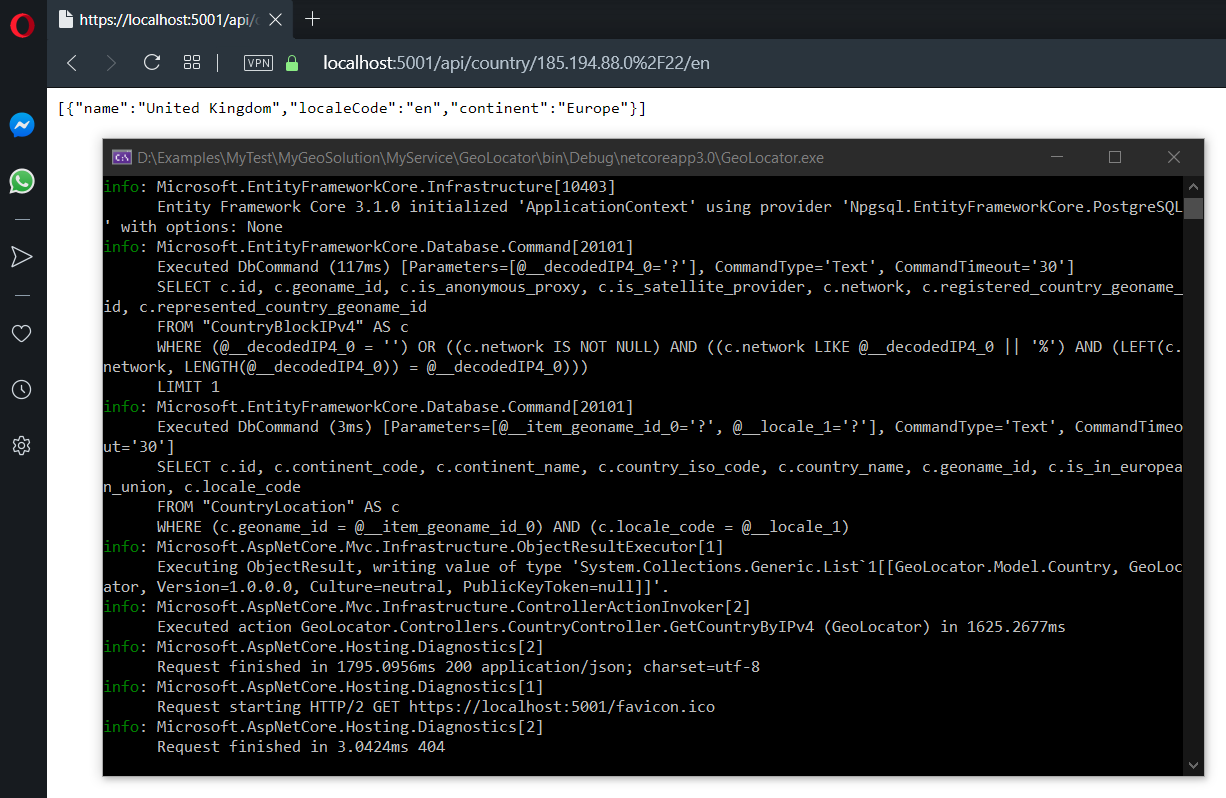 https://localhost:5001/api/c
VPN
localhost:5001/api/country/185.194.88.0%2F22/en
[{"name":"United Kingdom","localeCode":"en","continent":"Europe"}]
C:\ D:\Examples\MyTest\MyGeoSolution\MyService\GeoLocator\bin\Debug\netcoreapp3.0\GeoLocator.exe
info: Microsoft.EntityFrameworkCore.Infrastructure[10403]
Entity Framework Core 3.1.0 initialized 'ApplicationContext' using provider 'Npgsql.EntityFrameworkCore.PostgreSQL
' with options: None
info: Microsoft.EntityFrameworkCore.Database.Command[20101]
Executed DbCommand (117ms) [Parameters=[@__decodedIP4_0='?'], CommandType='Text', CommandTimeout='30']
SELECT c.id, c.geoname_id, c.is_anonymous_proxy, c.is_satellite_provider, c.network, c.registered_country_geoname_
id, c.represented_country_geoname_id
FROM "CountryBlockIPv4" AS c
WHERE (@__decodedIP4_0 = '') OR ((c.network IS NOT NULL) AND ((c.network LIKE @__decodedIP4_0 || '%') AND (LEFT(c.
network, LENGTH(@__decodedIP4_0)) = @__decodedIP4_0)))
LIMIT 1
info: Microsoft.EntityFrameworkCore.Database.Command[20101]
Executed DbCommand (3ms) [Parameters=[@__item_geoname_id_0='?', @__locale_1='?'], CommandType='Text', CommandTimeo
ut='30']
SELECT c.id, c.continent_code, c.continent_name, c.country_iso_code, c.country_name, c.geoname_id, c.is_in_europea
n_union, c.locale_code
FROM "CountryLocation" AS c
WHERE (c.geoname_id = @__item_geoname_id_0) AND (c.locale_code = @__locale_1)
info: Microsoft.AspNetCore.Mvc.Infrastructure.ObjectResultExecutor[1]
Executing ObjectResult, writing value of type 'System.Collections.Generic.List`1[[GeoLocator.Model.Country, GeoLoc
ator, Version=1.0.0.0, Culture=neutral, PublicKeyToken=null]]'.
info: Microsoft.AspNetCore.Mvc.Infrastructure.ControllerActionInvoker[2]
Executed action GeoLocator.Controllers.CountryController.GetCountryByIPv4 (GeoLocator) in 1625.2677ms
info: Microsoft.AspNetCore.Hosting.Diagnostics[2]
Request finished in 1795.0956ms 200 application/json; charset=utf-8
info: Microsoft.AspNetCore.Hosting.Diagnostics[1]
Request starting HTTP/2 GET https://localhost:5001/favicon.ico
info: Microsoft.AspNetCore.Hosting.Diagnostics[2]
Request finished in 3.0424ms 404